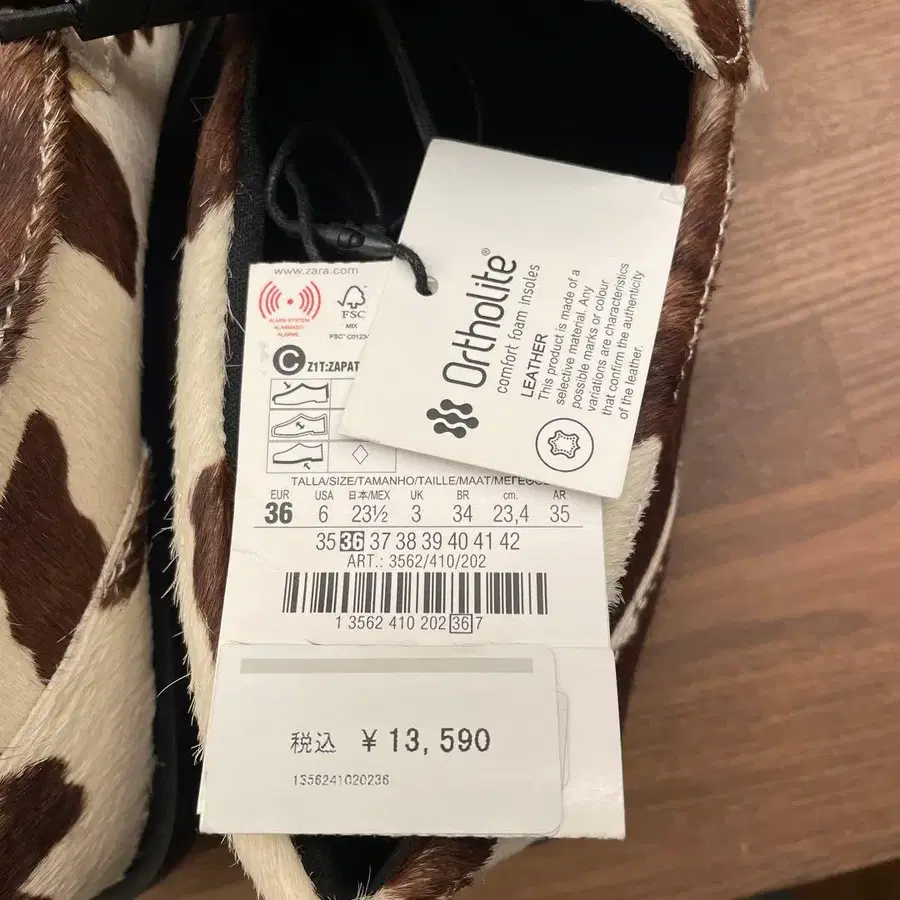 www.zara.com
ALARM SYSTEM
ALARMADO
ALARME
FSC
MIX
C Z1T:ZAPAT
TALLA/SIZE/TAMANHO/TAILLE/MAAT/МЕГЕΘΟ
EUR USA 日本/MEX UK BR cm. AR
36 6 23½ 3 34 23,4 35
35 36 37 38 39 40 41 42
ART.: 3562/410/202
1 3562 410 202 36 7
税込 ¥ 13,590
1356241020236
Ortholite®
comfort foam insoles
LEATHER
This product is made of a
selective material. Any
possible marks or colour
variations are characteristics
that confirm the authenticity
of the leather.